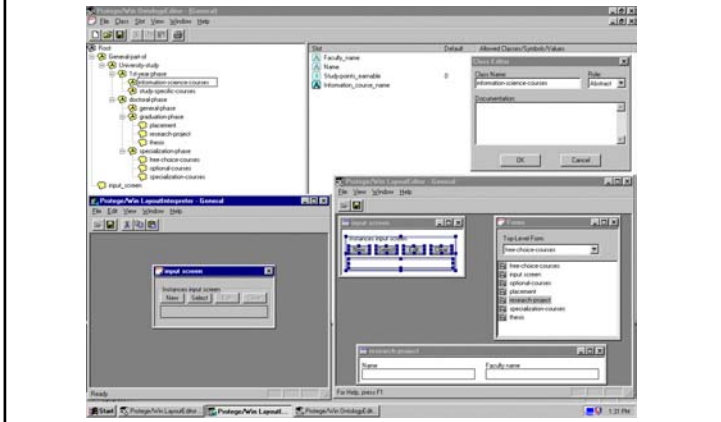 Protege/Win OntologyEditor - [General]
File Class Slot View Window Help
Root
General-part-of
University-study
1st-year-phase
information-science-courses
study-specific-courses
doctoral-phase
general-phase
graduation-phase
placement
research-project
thesis
specialization-phase
free-choice-courses
optional-courses
specialization-courses
input_screen
Slot Default Allowed Classes/Symbols/Values
Faculty_name
Name
Study-points_earnable 0
Information_course_name
Class Editor
Class Name: Role:
information-science-courses Abstract
Documentation:
OK Cancel
Protege/Win LayoutInterpreter - General
File Edit View Window Help
input screen
Instances input screen
New Select
Ready
Protege/Win LayoutEditor - General
File View Window Help
input screen
Instances input screen
Forms
Top-Level Form:
free-choice-courses
free-choice-courses
input screen
optional-courses
placement
research-project
specialization-courses
thesis
research-project
Name Faculty-name
For Help, press F1
Start Protege/Win LayoutEditor ... Protege/Win LayoutI... Protege/Win OntologyEdit... 1:31 PM